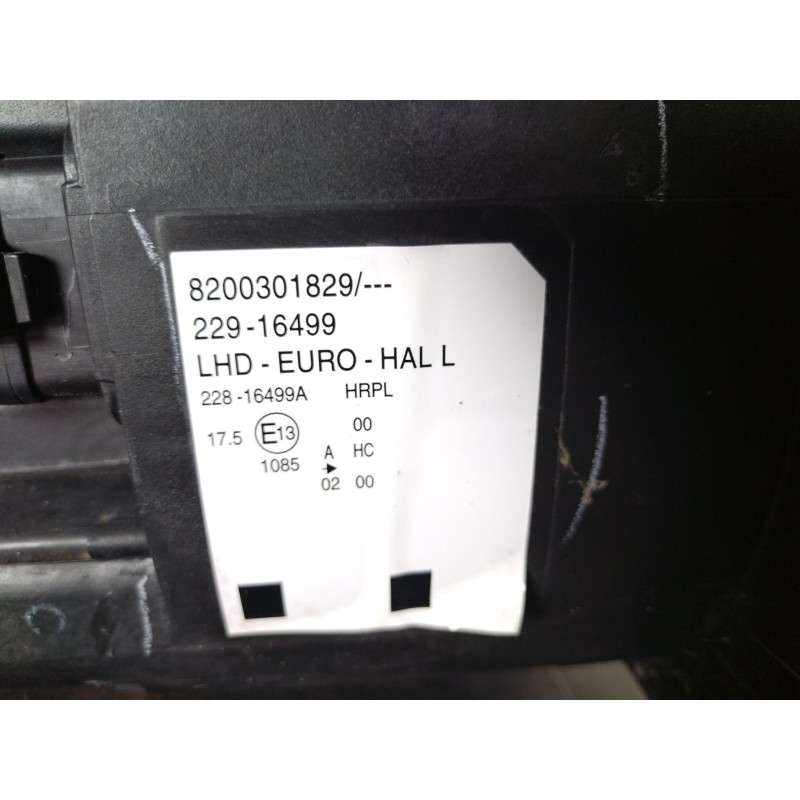 8200301829/---
229-16499
LHD - EURO - HAL L
228-16499A HRPL
00
17.5 E13 A HC
1085 → 02 00